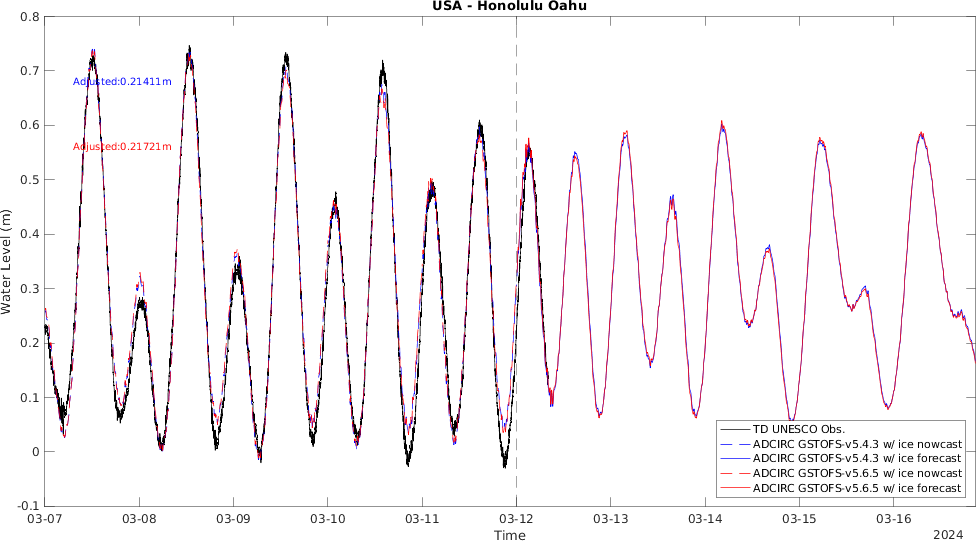 USA - Honolulu Oahu
0.8
0.7
0.6
0.5
0.4
0.3
0.2
0.1
0
-0.1
Water Level (m)
Adjusted:0.21411m
Adjusted:0.21721m
TD UNESCO Obs.
ADCIRC GSTOFS-v5.4.3 w/ ice nowcast
ADCIRC GSTOFS-v5.4.3 w/ ice forecast
ADCIRC GSTOFS-v5.6.5 w/ ice nowcast
ADCIRC GSTOFS-v5.6.5 w/ ice forecast
03-07 03-08 03-09 03-10 03-11 03-12 03-13 03-14 03-15 03-16
Time
2024